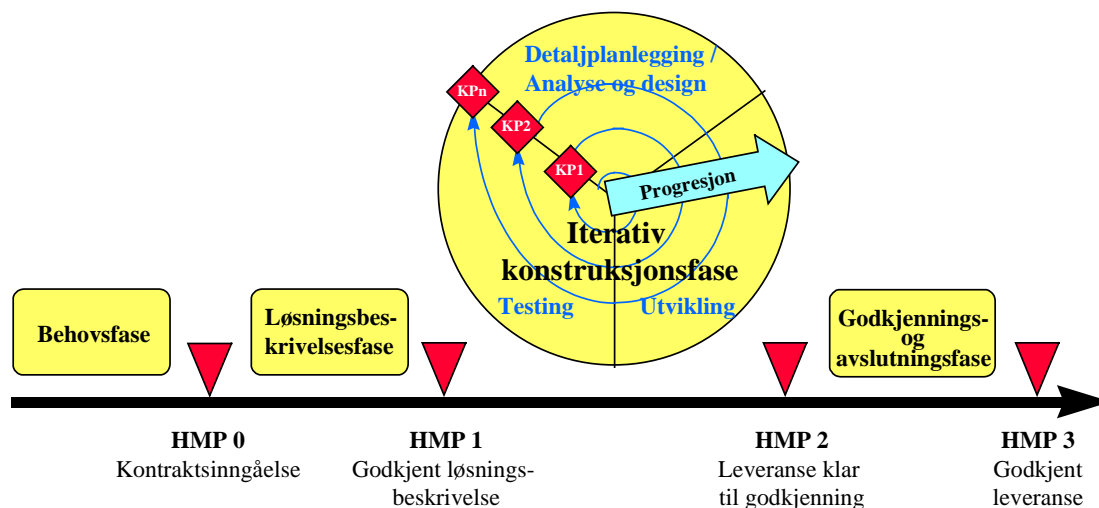 Detaljplanlegging /
Analyse og design
KPn
KP2
KP1
Progresjon
Iterativ
konstruksjonsfase
Testing
Utvikling
Behovsfase
Løsningsbes-
krivelsesfase
Godkjennings-
og
avslutningsfase
HMP 0
Kontraktsinngåelse
HMP 1
Godkjent løsnings-
beskrivelse
HMP 2
Leveranse klar
til godkjenning
HMP 3
Godkjent
leveranse